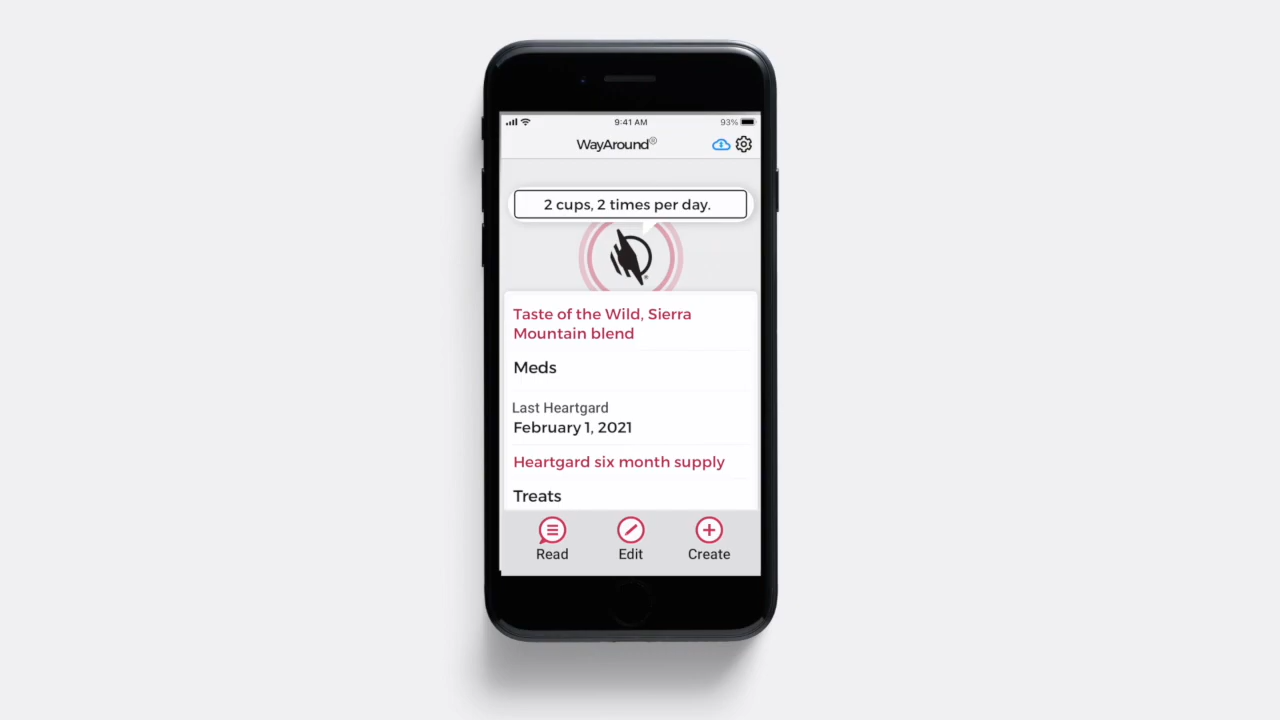 9:41 AM
93%
WayAround®
2 cups, 2 times per day.
®
Taste of the Wild, Sierra
Mountain blend
Meds
Last Heartgard
February 1, 2021
Heartgard six month supply
Treats
Read
Edit
Create